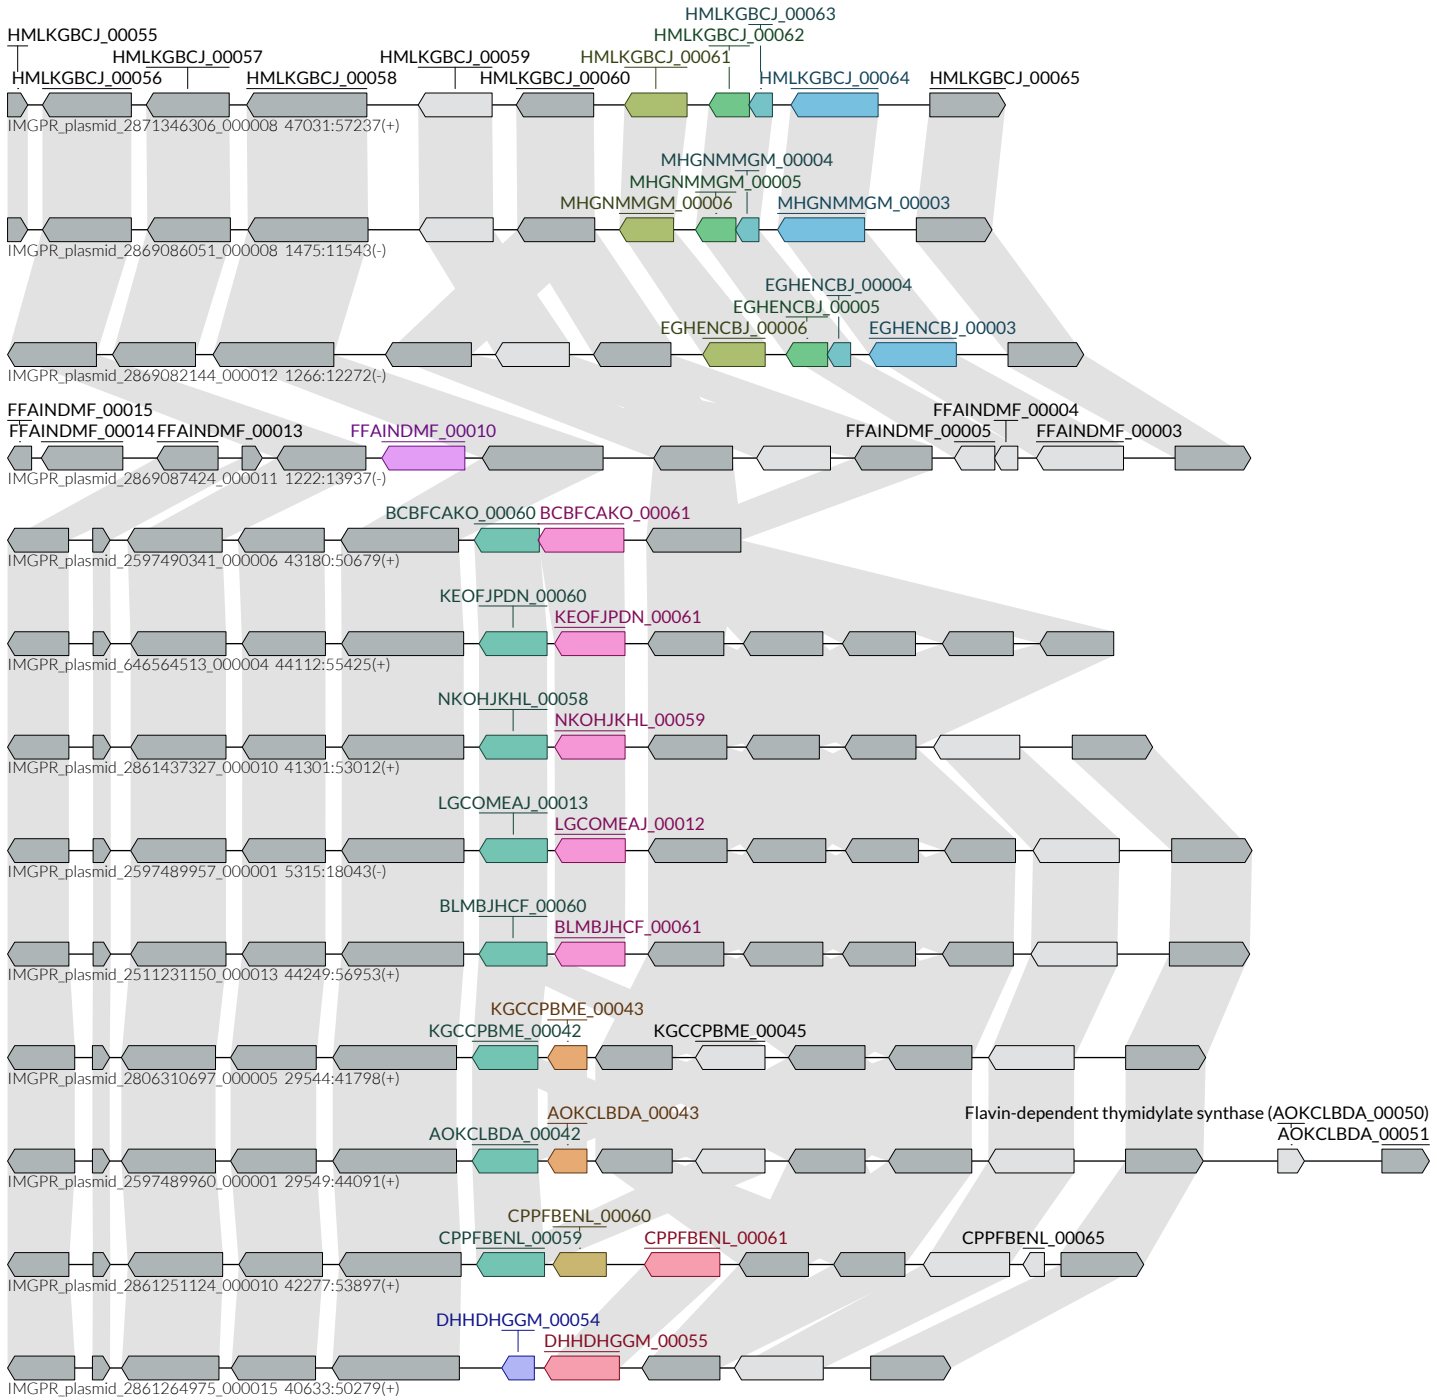 HMLKGBCJ_00063
HMLKGBCJ_00055
HMLKGBCJ_00062
HMLKGBCJ_00057
HMLKGBCJ_00059
HMLKGBCJ_00061
HMLKGBCJ_00056
HMLKGBCJ_00058
HMLKGBCJ_00060
HMLKGBCJ_00064
HMLKGBCJ_00065
IMGPR_plasmid_2871346306_000008 47031:57237(+)
MHGNMMGM_00004
MHGNMMGM_00005
MHGNMMGM_00006
MHGNMMGM_00003
IMGPR_plasmid_2869086051_000008 1475:11543(-)
EGHENCBJ_00004
EGHENCBJ_00005
EGHENCBJ_00006
EGHENCBJ_00003
IMGPR_plasmid_2869082144_000012 1266:12272(-)
FFAINDMF_00015
FFAINDMF_00004
FFAINDMF_00014
FFAINDMF_00013
FFAINDMF_00010
FFAINDMF_00005
FFAINDMF_00003
IMGPR_plasmid_2869087424_000011 1222:13937(-)
BCBFCAKO_00060
BCBFCAKO_00061
IMGPR_plasmid_2597490341_000006 43180:50679(+)
KEOFJPDN_00060
KEOFJPDN_00061
IMGPR_plasmid_646564513_000004 44112:55425(+)
NKOHJKHL_00058
NKOHJKHL_00059
IMGPR_plasmid_2861437327_000010 41301:53012(+)
LGCOMEAJ_00013
LGCOMEAJ_00012
IMGPR_plasmid_2597489957_000001 5315:18043(-)
BLMBJHCF_00060
BLMBJHCF_00061
IMGPR_plasmid_2511231150_000013 44249:56953(+)
KGCCPBME_00043
KGCCPBME_00042
KGCCPBME_00045
IMGPR_plasmid_2806310697_000005 29544:41798(+)
AOKCLBDA_00043
Flavin-dependent thymidylate synthase (AOKCLBDA_00050)
AOKCLBDA_00042
AOKCLBDA_00051
IMGPR_plasmid_2597489960_000001 29549:44091(+)
CPPFBENL_00060
CPPFBENL_00059
CPPFBENL_00061
CPPFBENL_00065
IMGPR_plasmid_2861251124_000010 42277:53897(+)
DHHDHGGM_00054
DHHDHGGM_00055
IMGPR_plasmid_2861264975_000015 40633:50279(+)